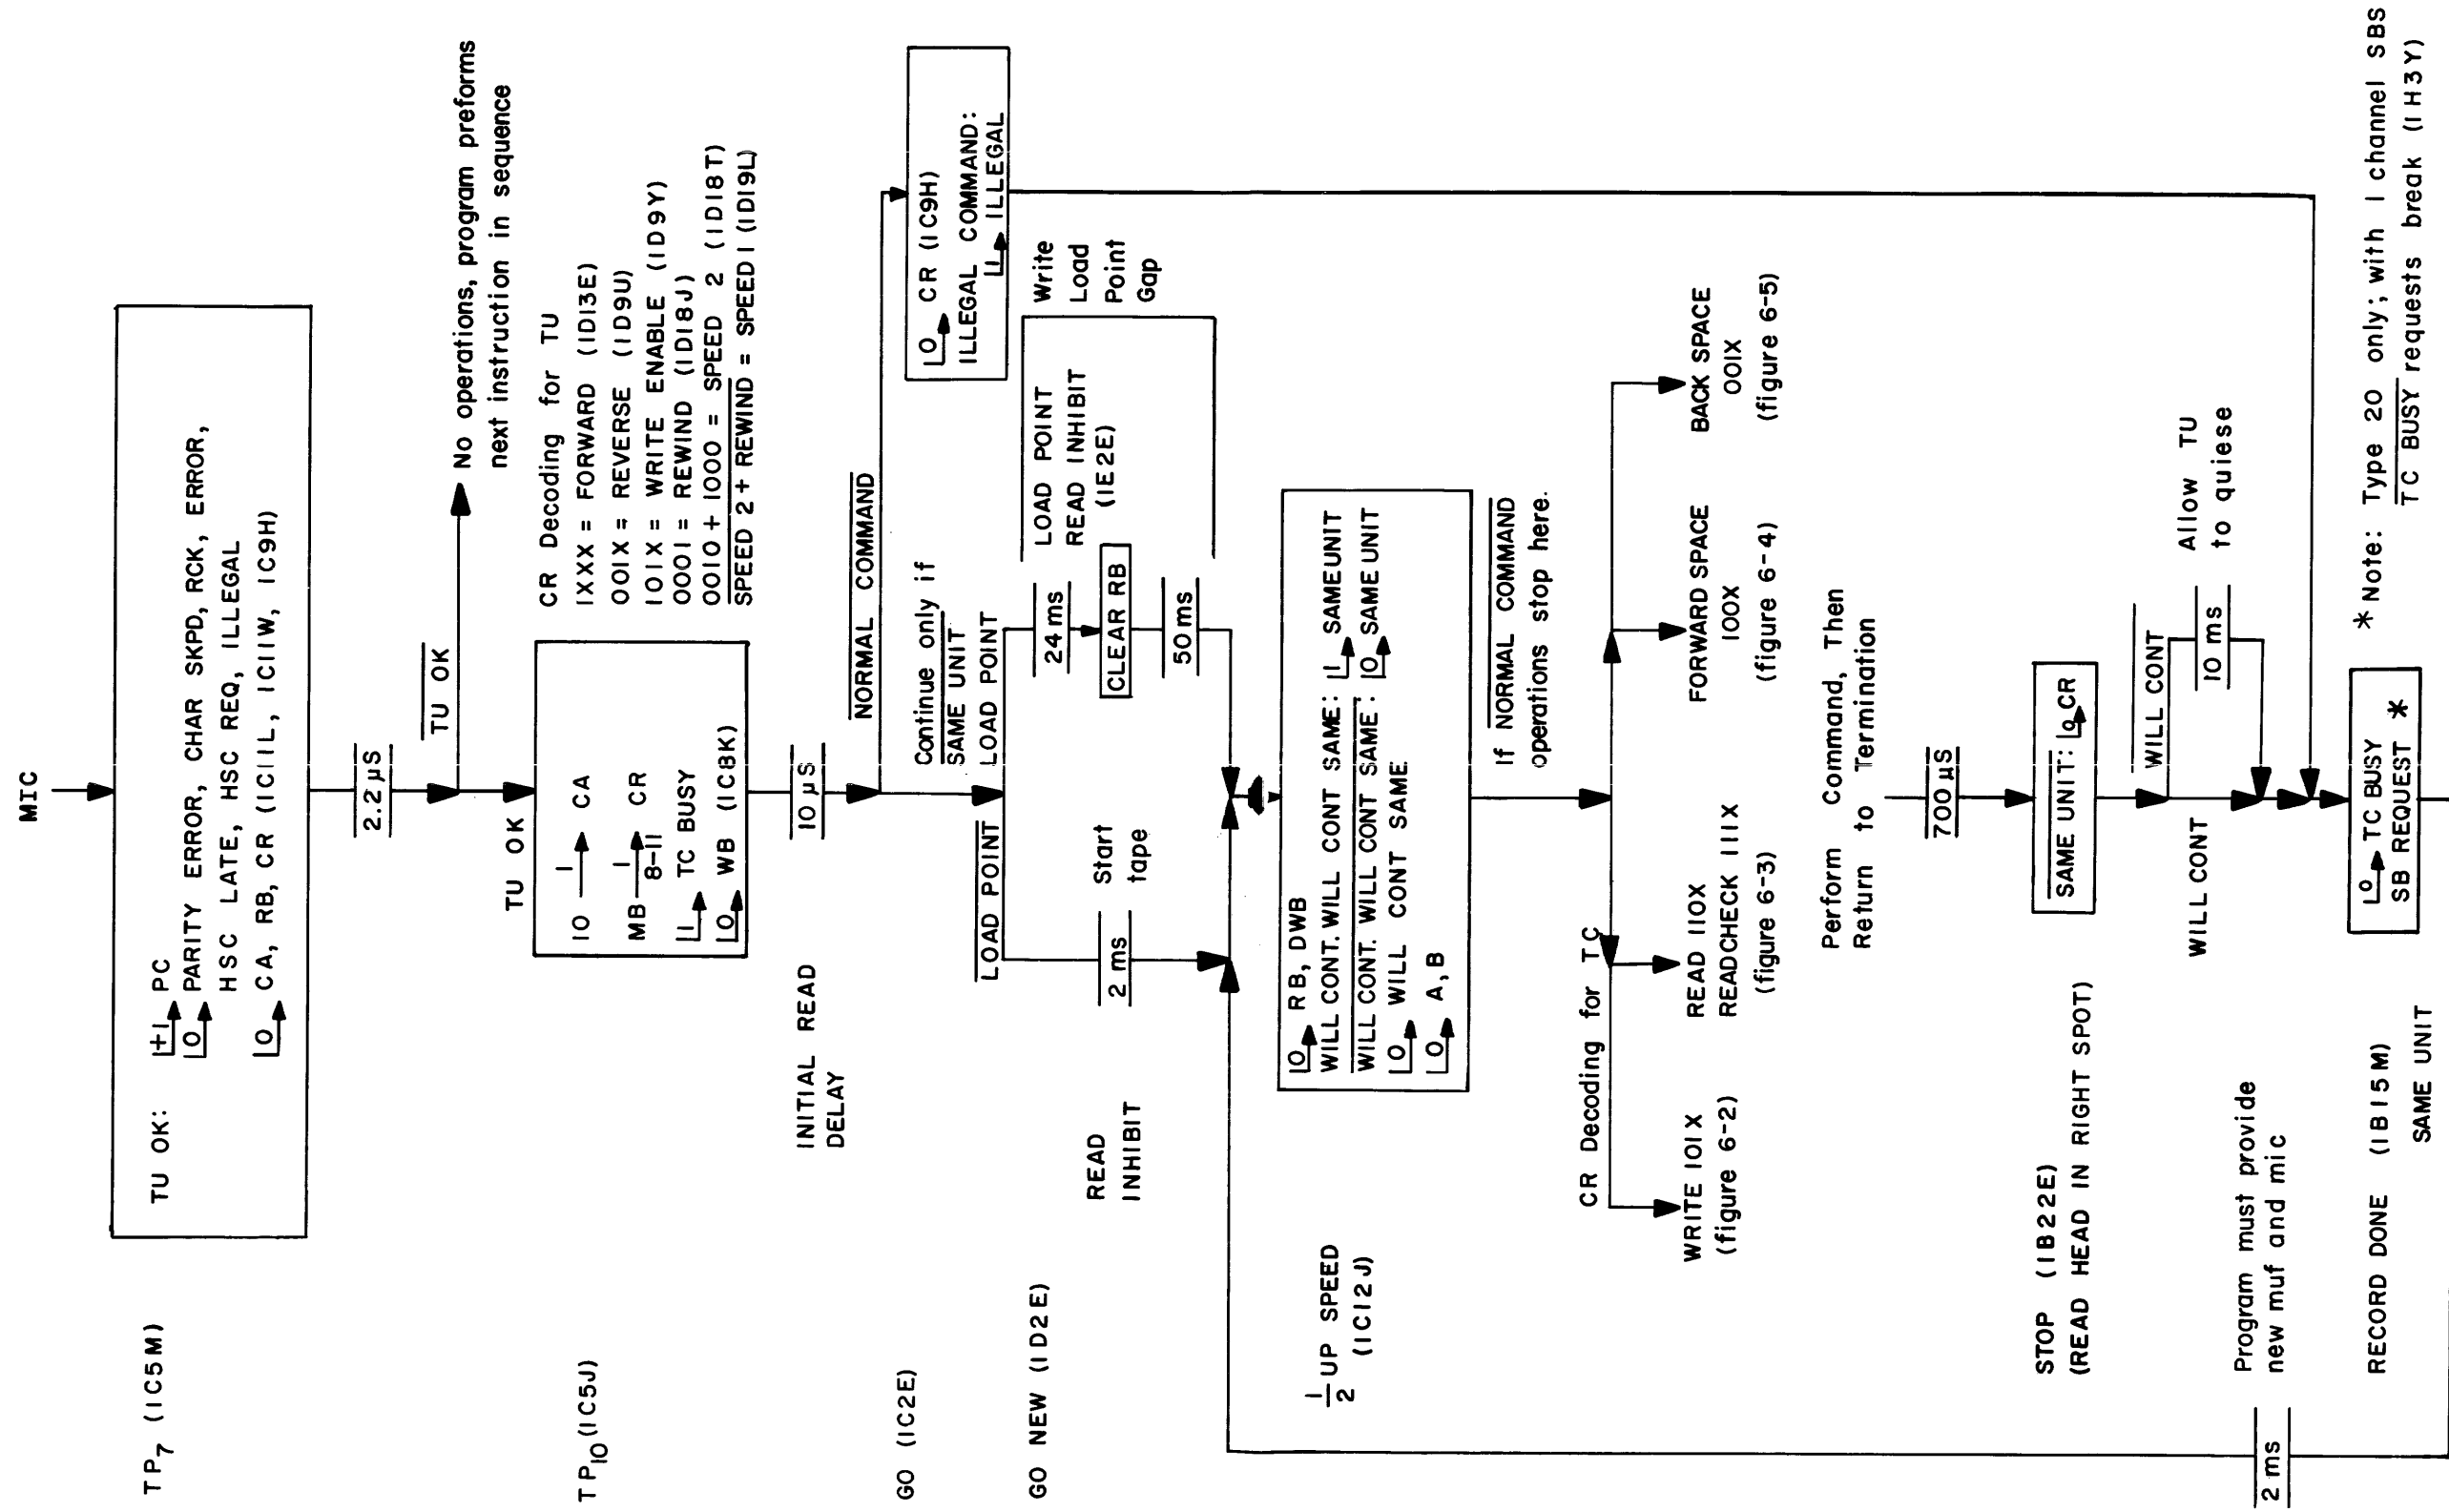 MIC
TP7 (1C5M)
TU OK: |+1 PC
|0 PARITY ERROR, CHAR SKPD, RCK, ERROR,
HSC LATE, HSC REQ, ILLEGAL
|0 CA, RB, CR (1C11L, 1C11W, 1C9H)
2.2 μS
TU OK
No operations, program preforms
next instruction in sequence
TU OK
TP10 (1C5J)
IO 1 CA
MB 1 CR
8-11
|1 TC BUSY
|0 WB (1C8K)
CR Decoding for TU
1XXX = FORWARD (1D13E)
001X = REVERSE (1D9U)
101X = WRITE ENABLE (1D9Y)
0001 = REWIND (1D18J)
0010 + 1000 = SPEED 2 (1D18T)
SPEED 2 + REWIND = SPEED 1 (1D19L)
INITIAL READ
DELAY
10 μS
GO (1C2E)
NORMAL COMMAND
|0 CR (1C9H)
ILLEGAL COMMAND:
|1 ILLEGAL
Continue only if
SAME UNIT
GO NEW (1D2E)
LOAD POINT
LOAD POINT
READ
INHIBIT
2 ms
Start
tape
24 ms
CLEAR RB
50 ms
LOAD POINT
READ INHIBIT
(1E2E)
Write
Load
Point
Gap
1/2 UP SPEED
(1C12J)
|0 RB, DWB
WILL CONT. WILL CONT SAME: |1 SAME UNIT
WILL CONT. WILL CONT SAME: |0 SAME UNIT
|0 WILL CONT SAME
|0 A, B
If NORMAL COMMAND
operations stop here.
CR Decoding for TC
WRITE 101X
(figure 6-2)
READ 110X
READCHECK 111X
(figure 6-3)
FORWARD SPACE
100X
(figure 6-4)
BACK SPACE
001X
(figure 6-5)
Perform Command, Then
Return to Termination
700 μS
STOP (1B22E)
(READ HEAD IN RIGHT SPOT)
SAME UNIT: |0 CR
WILL CONT
WILL CONT
10 ms
Allow TU
to quiese
Program must provide
new muf and mic
2 ms
RECORD DONE (1B15M)
SAME UNIT
|0 TC BUSY
SB REQUEST *
* Note: Type 20 only; with 1 channel SBS
TC BUSY requests break (1H3Y)